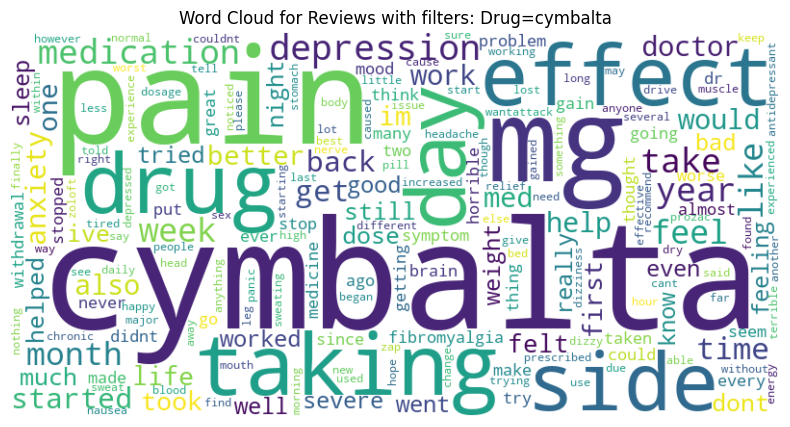 Word Cloud for Reviews with filters: Drug=cymbalta
however
normal
couldnt
medication
worst
tell
within
experience
less
dosage
pain
noticed
please
great
night
stomach
depression
mood
cause
little
think
start
work
problem
sure
working
long
lost
effect
may
drive
doctor
dr
muscle
keep
antidepressant
sleep
one
im
body
many
issue
wantattack
gain
anyone
several
would
told
right
lot
best
nerve
caused
two
headache
though
gained
something
going
bad
finally
anxiety
stopped
zoloft
depressed
tried
better
back
pill
day
increased
horrible
mg
take
worse
experienced
drug
got
starting
get
good
last
relief
need
thought
effective
recommend
year
like
withdrawal
ive
tired
put
sex
still
different
med
help
almost
prozac
way
say
week
ever
stop
high
dose
symptom
weight
else
give
feel
dry
found
terrible
another
see
daily
people
head
anything
panic
sweating
medicine
ago
began
brain
getting
thing
bed
dizziness
really
first
even
said
feeling
helped
also
never
happy
cymbalta
cant
far
know
hour
nothing
month
major
didnt
away
go
leg
since
zap
fibromyalgia
dizzy
felt
taken
seem
without
time
chronic
worked
mouth
hope
change
make
prescribed
could
due
able
every
energy
much
made
life
blood
morning
taking
new
used
trying
side
started
sweat
took
find
well
severe
went
try
use
dont
nausea